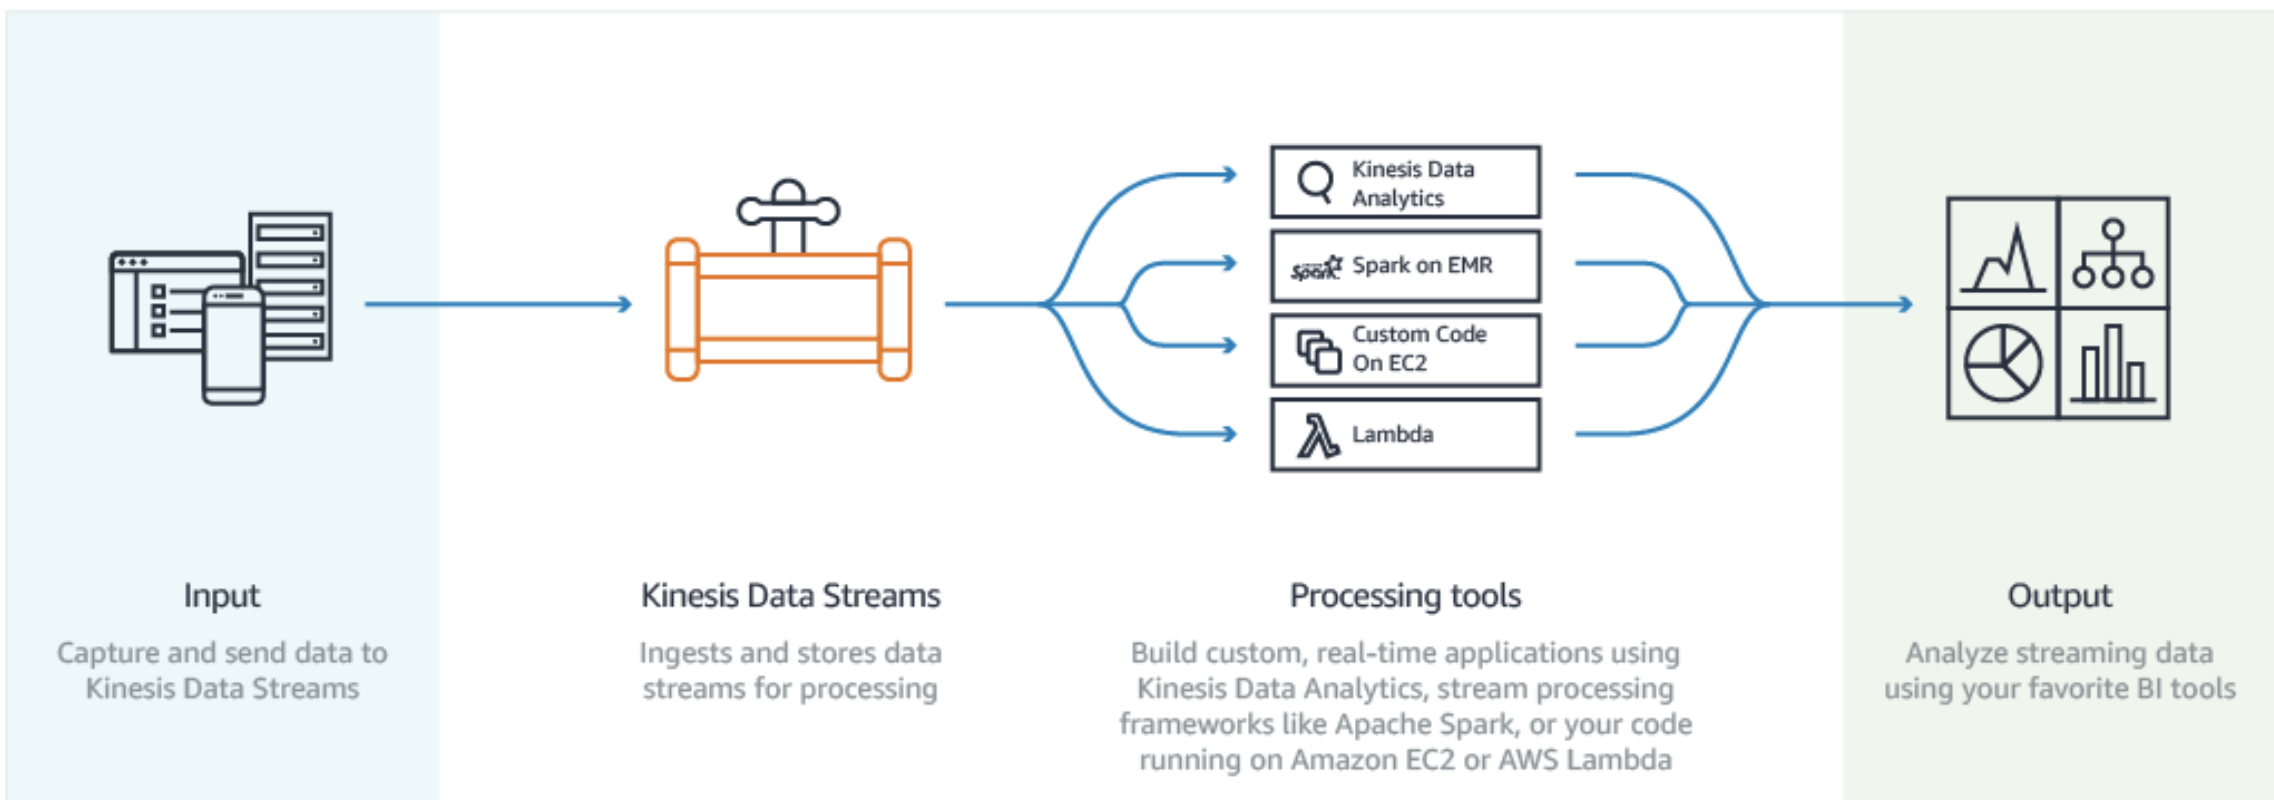 Kinesis Data
Analytics
Spark
Spark on EMR
Custom Code
On EC2
Lambda
Input
Capture and send data to
Kinesis Data Streams
Kinesis Data Streams
Ingests and stores data
streams for processing
Processing tools
Build custom, real-time applications using
Kinesis Data Analytics, stream processing
frameworks like Apache Spark, or your code
running on Amazon EC2 or AWS Lambda
Output
Analyze streaming data
using your favorite BI tools